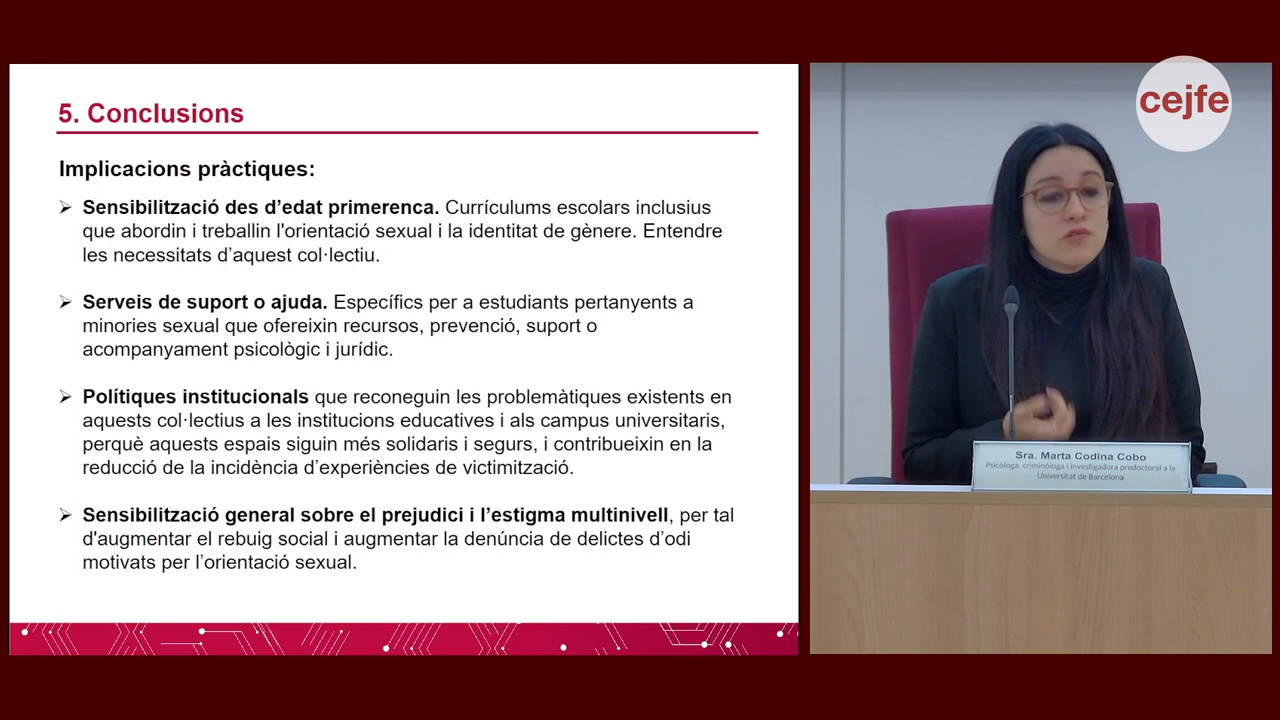 5. Conclusions
Implicacions pràctiques:
Sensibilització des d’edat primerenca. Currículums escolars inclusius
que abordin i treballin l'orientació sexual i la identitat de gènere. Entendre
les necessitats d’aquest col·lectiu.
Serveis de suport o ajuda. Específics per a estudiants pertanyents a
minories sexual que ofereixin recursos, prevenció, suport o
acompanyament psicològic i jurídic.
Polítiques institucionals que reconeguin les problemàtiques existents en
aquests col·lectius a les institucions educatives i als campus universitaris,
perquè aquests espais siguin més solidaris i segurs, i contribueixin en la
reducció de la incidència d’experiències de victimització.
Sensibilització general sobre el prejudici i l’estigma multinivell, per tal
d'augmentar el rebuig social i augmentar la denúncia de delictes d’odi
motivats per l’orientació sexual.
cejfe
Sra. Marta Codina Cobo
Psicòloga, criminòloga i investigadora predoctoral a la
Universitat de Barcelona